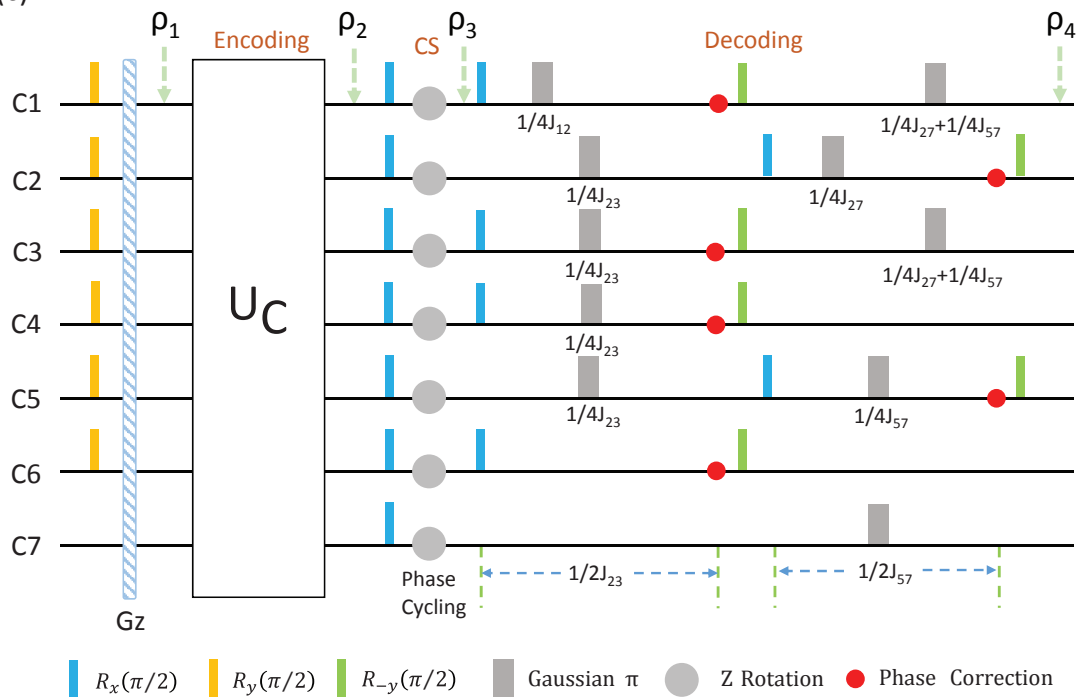 ρ1 ρ2 ρ3 ρ4
Encoding CS Decoding
C1
1/4J12 1/4J27+1/4J57
C2
1/4J23 1/4J27
C3
1/4J23 1/4J27+1/4J57
UC
C4
1/4J23
C5
1/4J23 1/4J57
C6
C7
Phase
Cycling
1/2J23 1/2J57
Gz
Rx(π/2) Ry(π/2) R−y(π/2) Gaussian π Z Rotation Phase Correction